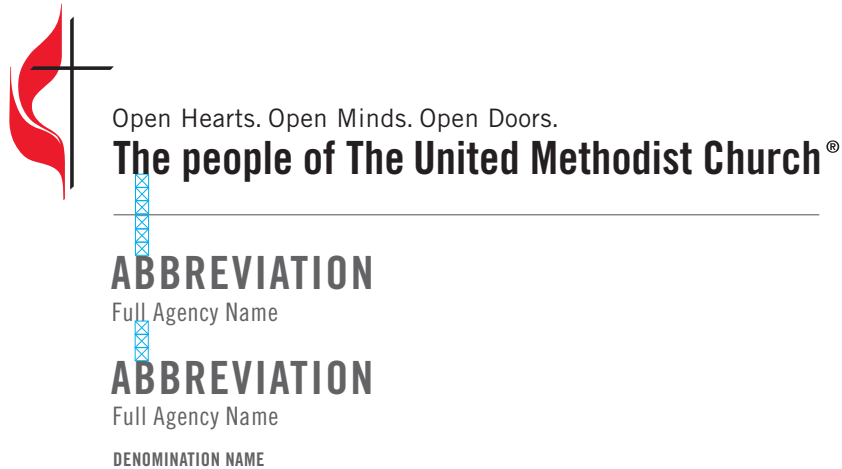 Open Hearts. Open Minds. Open Doors.
The people of The United Methodist Church®
ABBREVIATION
Full Agency Name
ABBREVIATION
Full Agency Name
DENOMINATION NAME